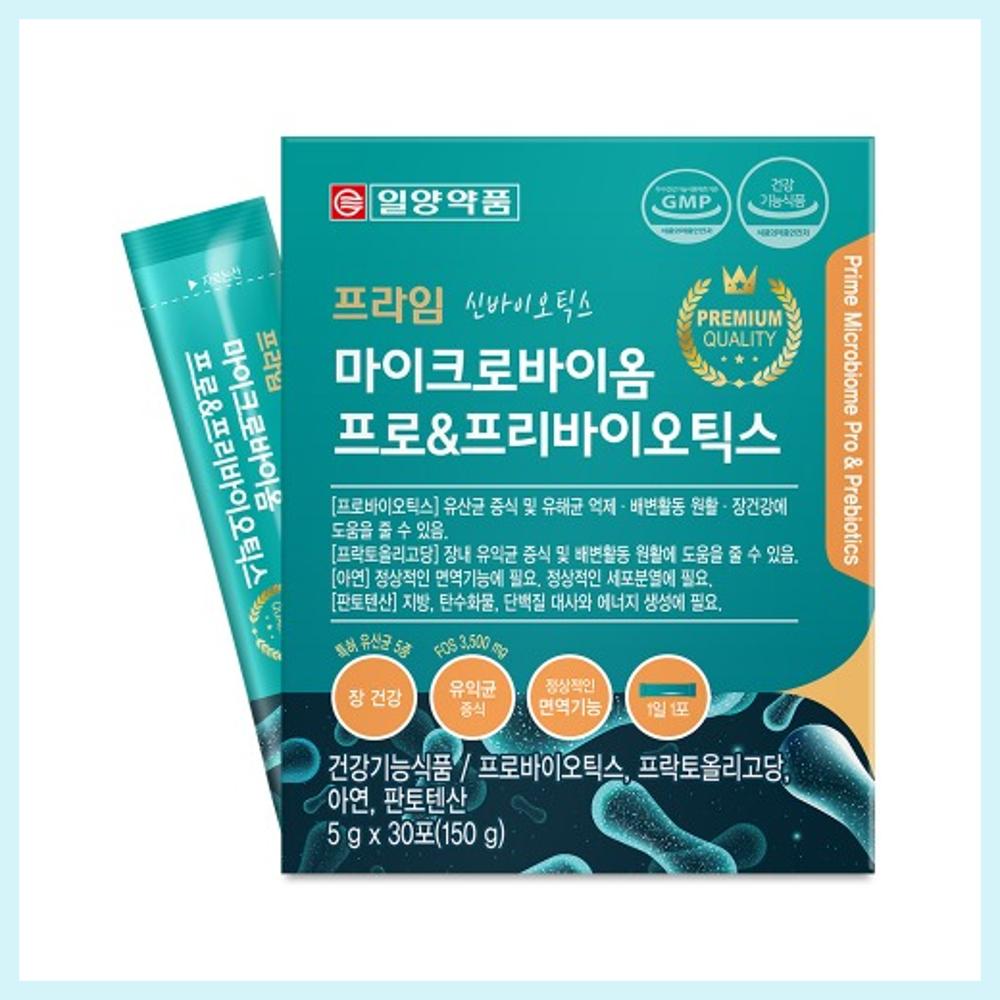 일양약품
GMP
건강
기능식품
프라임 신바이오틱스
PREMIUM
QUALITY
마이크로바이옴
프로&프리바이오틱스
Prime Microbiome Pro & Prebiotics
[프로바이오틱스] 유산균 증식 및 유해균 억제 · 배변활동 원활 · 장건강에
도움을 줄 수 있음.
[프락토올리고당] 장내 유익균 증식 및 배변활동 원활에 도움을 줄 수 있음.
[아연] 정상적인 면역기능에 필요. 정상적인 세포분열에 필요.
[판토텐산] 지방, 탄수화물, 단백질 대사와 에너지 생성에 필요.
특허 유산균 5종
장 건강
FOS 3,500 mg
유익균
증식
정상적인
면역기능
1일 1포
건강기능식품 / 프로바이오틱스, 프락토올리고당,
아연, 판토텐산
5 g x 30포(150 g)
자르는선
프라임
마이크로바이옴
프로&프리바이오틱스